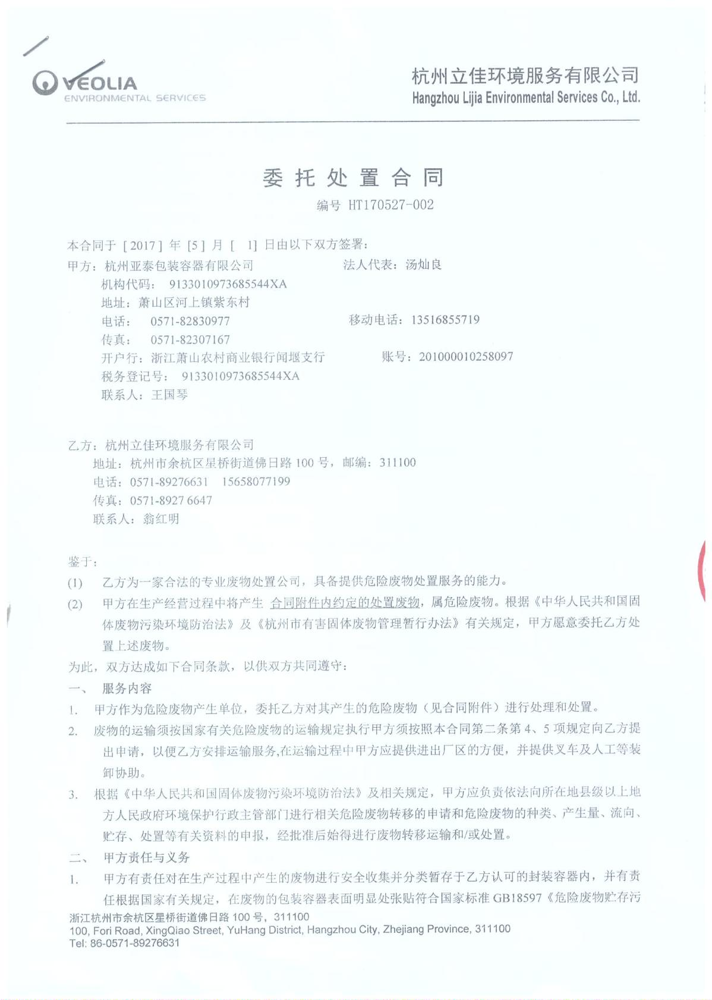 VEOLIA
ENVIRONMENTAL SERVICES
杭州立佳环境服务有限公司
Hangzhou Lijia Environmental Services Co., Ltd.
委托处置合同
编号 HT170527-002
本合同于 [2017] 年 [5] 月 [ 1] 日由以下双方签署：
甲方：杭州亚泰包装容器有限公司 法人代表：汤灿良
机构代码： 9133010973685544XA
地址：萧山区河上镇紫东村
电话： 0571-82830977 移动电话：13516855719
传真： 0571-82307167
开户行：浙江萧山农村商业银行闻堰支行 账号：201000010258097
税务登记号： 9133010973685544XA
联系人：王国琴
乙方：杭州立佳环境服务有限公司
地址：杭州市余杭区星桥街道佛日路 100 号，邮编：311100
电话：0571-89276631 15658077199
传真：0571-8927 6647
联系人：翁红明
鉴于：
(1) 乙方为一家合法的专业废物处置公司，具备提供危险废物处置服务的能力。
(2) 甲方在生产经营过程中将产生 合同附件内约定的处置废物，属危险废物。根据《中华人民共和国固
体废物污染环境防治法》及《杭州市有害固体废物管理暂行办法》有关规定，甲方愿意委托乙方处
置上述废物。
为此，双方达成如下合同条款，以供双方共同遵守：
一、 服务内容
1. 甲方作为危险废物产生单位，委托乙方对其产生的危险废物（见合同附件）进行处理和处置。
2. 废物的运输须按国家有关危险废物的运输规定执行甲方须按照本合同第二条第 4、5 项规定向乙方提
出申请，以便乙方安排运输服务,在运输过程中甲方应提供进出厂区的方便，并提供叉车及人工等装
卸协助。
3. 根据《中华人民共和国固体废物污染环境防治法》及相关规定，甲方应负责依法向所在地县级以上地
方人民政府环境保护行政主管部门进行相关危险废物转移的申请和危险废物的种类、产生量、流向、
贮存、处置等有关资料的申报，经批准后始得进行废物转移运输和/或处置。
二、 甲方责任与义务
1. 甲方有责任对在生产过程中产生的废物进行安全收集并分类暂存于乙方认可的封装容器内，并有责
任根据国家有关规定，在废物的包装容器表面明显处张贴符合国家标准 GB18597《危险废物贮存污
浙江杭州市余杭区星桥街道佛日路 100 号，311100
100, Fori Road, XingQiao Street, YuHang District, Hangzhou City, Zhejiang Province, 311100
Tel: 86-0571-89276631